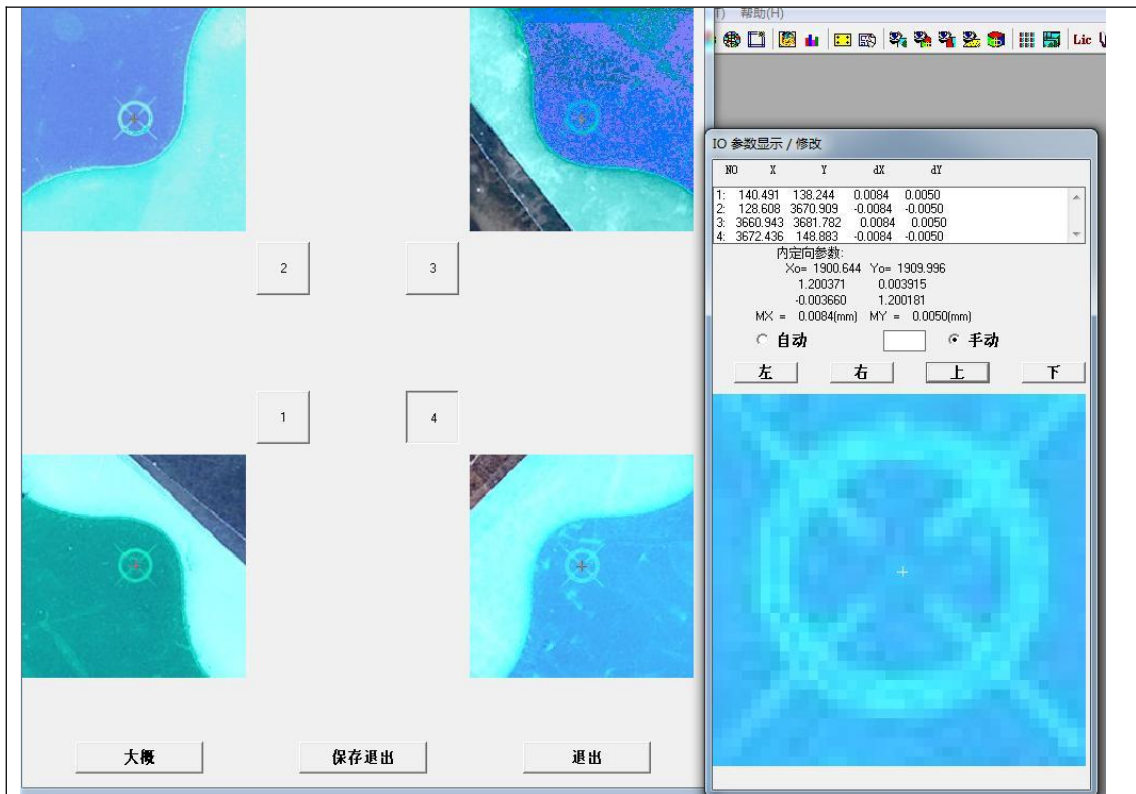 T) 帮助(H)
Lic
IO 参数显示 / 修改
NO X Y dX dY
1: 140.491 138.244 0.0084 0.0050
2: 128.608 3670.909 -0.0084 -0.0050
3: 3660.943 3681.782 0.0084 0.0050
4: 3672.436 148.883 -0.0084 -0.0050
内定向参数:
Xo= 1900.644 Yo= 1909.996
1.200371 0.003915
-0.003660 1.200181
MX = 0.0084(mm) MY = 0.0050(mm)
自动 手动
左 右 上 下
2 3
1 4
大概 保存退出 退出